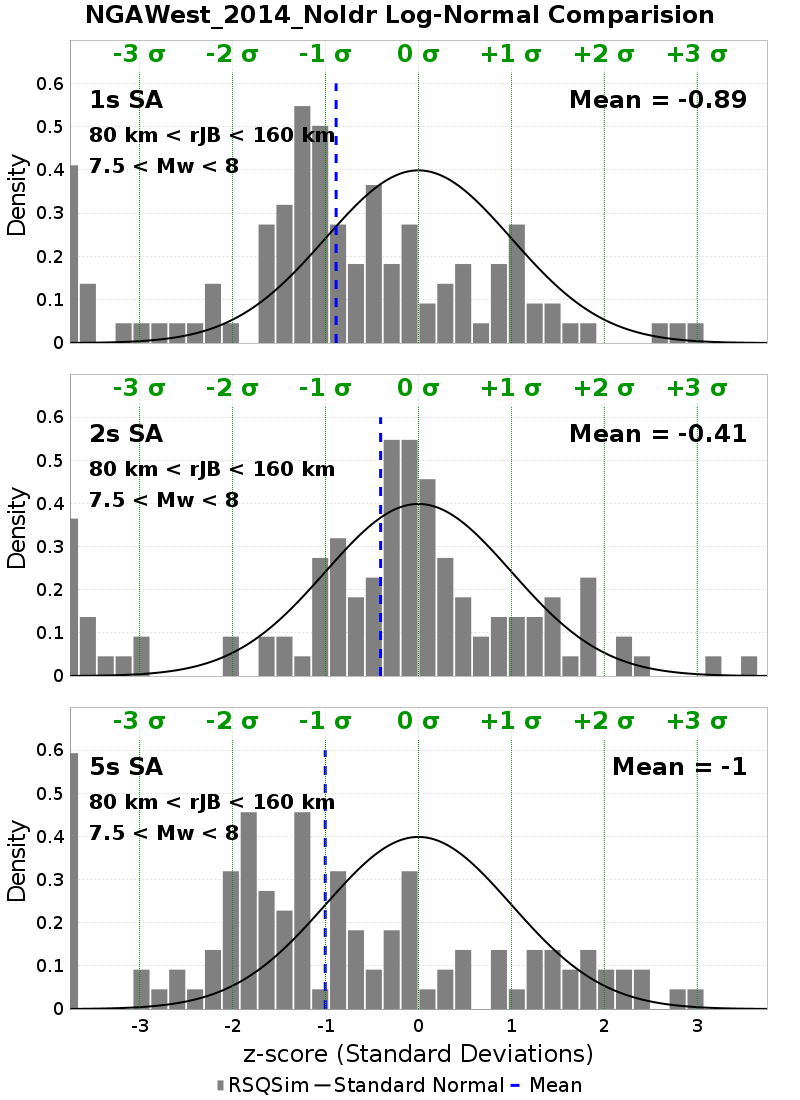 NGAWest_2014_NoIdr Log-Normal Comparision
-3 σ -2 σ -1 σ 0 σ +1 σ +2 σ +3 σ
1s SA
Mean = -0.89
80 km < rJB < 160 km
7.5 < Mw < 8
0.6
0.5
0.4
0.3
0.2
0.1
0
Density
-3 σ -2 σ -1 σ 0 σ +1 σ +2 σ +3 σ
2s SA
Mean = -0.41
80 km < rJB < 160 km
7.5 < Mw < 8
0.6
0.5
0.4
0.3
0.2
0.1
0
Density
-3 σ -2 σ -1 σ 0 σ +1 σ +2 σ +3 σ
5s SA
Mean = -1
80 km < rJB < 160 km
7.5 < Mw < 8
0.6
0.5
0.4
0.3
0.2
0.1
0
Density
-3 -2 -1 0 1 2 3
z-score (Standard Deviations)
RSQSim Standard Normal Mean